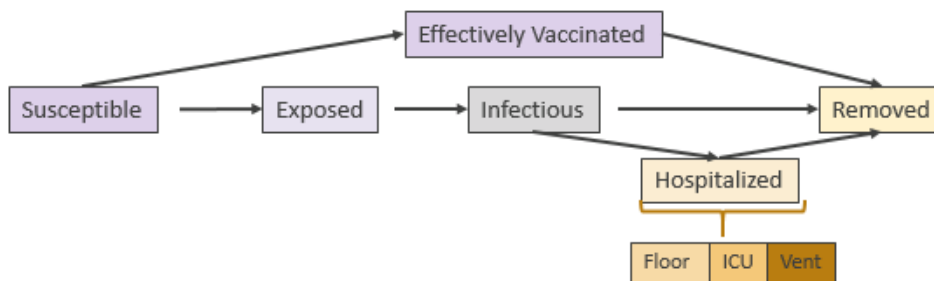 Effectively Vaccinated
Susceptible Exposed Infectious Removed
Hospitalized
Floor ICU Vent